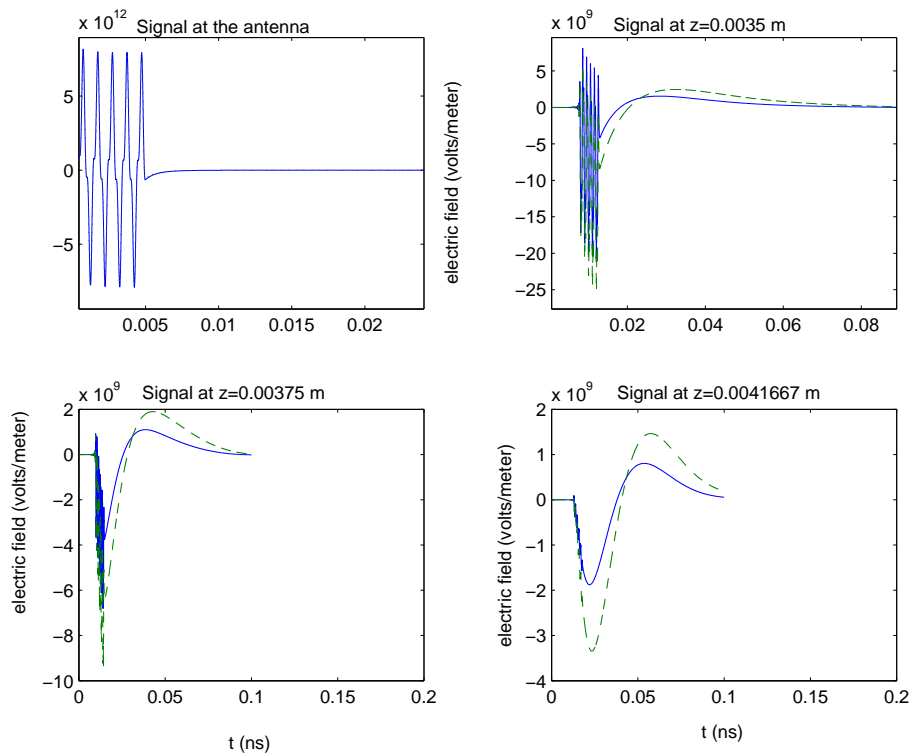 x 10^12
Signal at the antenna
5
0
−5
0.005 0.01 0.015 0.02
x 10^9
Signal at z=0.0035 m
electric field (volts/meter)
5
0
−5
−10
−15
−20
−25
0.02 0.04 0.06 0.08
x 10^9
Signal at z=0.00375 m
electric field (volts/meter)
2
0
−2
−4
−6
−8
−10
0 0.05 0.1 0.15 0.2
t (ns)
x 10^9
Signal at z=0.0041667 m
electric field (volts/meter)
2
1
0
−1
−2
−3
−4
0 0.05 0.1 0.15 0.2
t (ns)